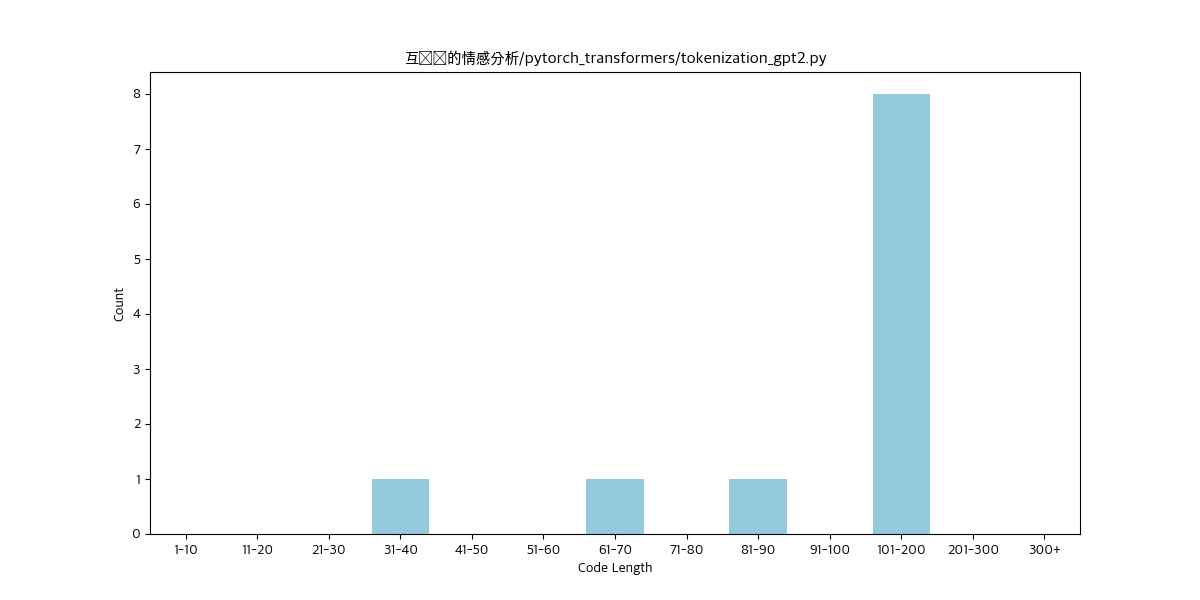 互的情感分析/pytorch_transformers/tokenization_gpt2.py
8
7
6
5
4
3
2
1
0
Count
1-10 11-20 21-30 31-40 41-50 51-60 61-70 71-80 81-90 91-100 101-200 201-300 300+
Code Length